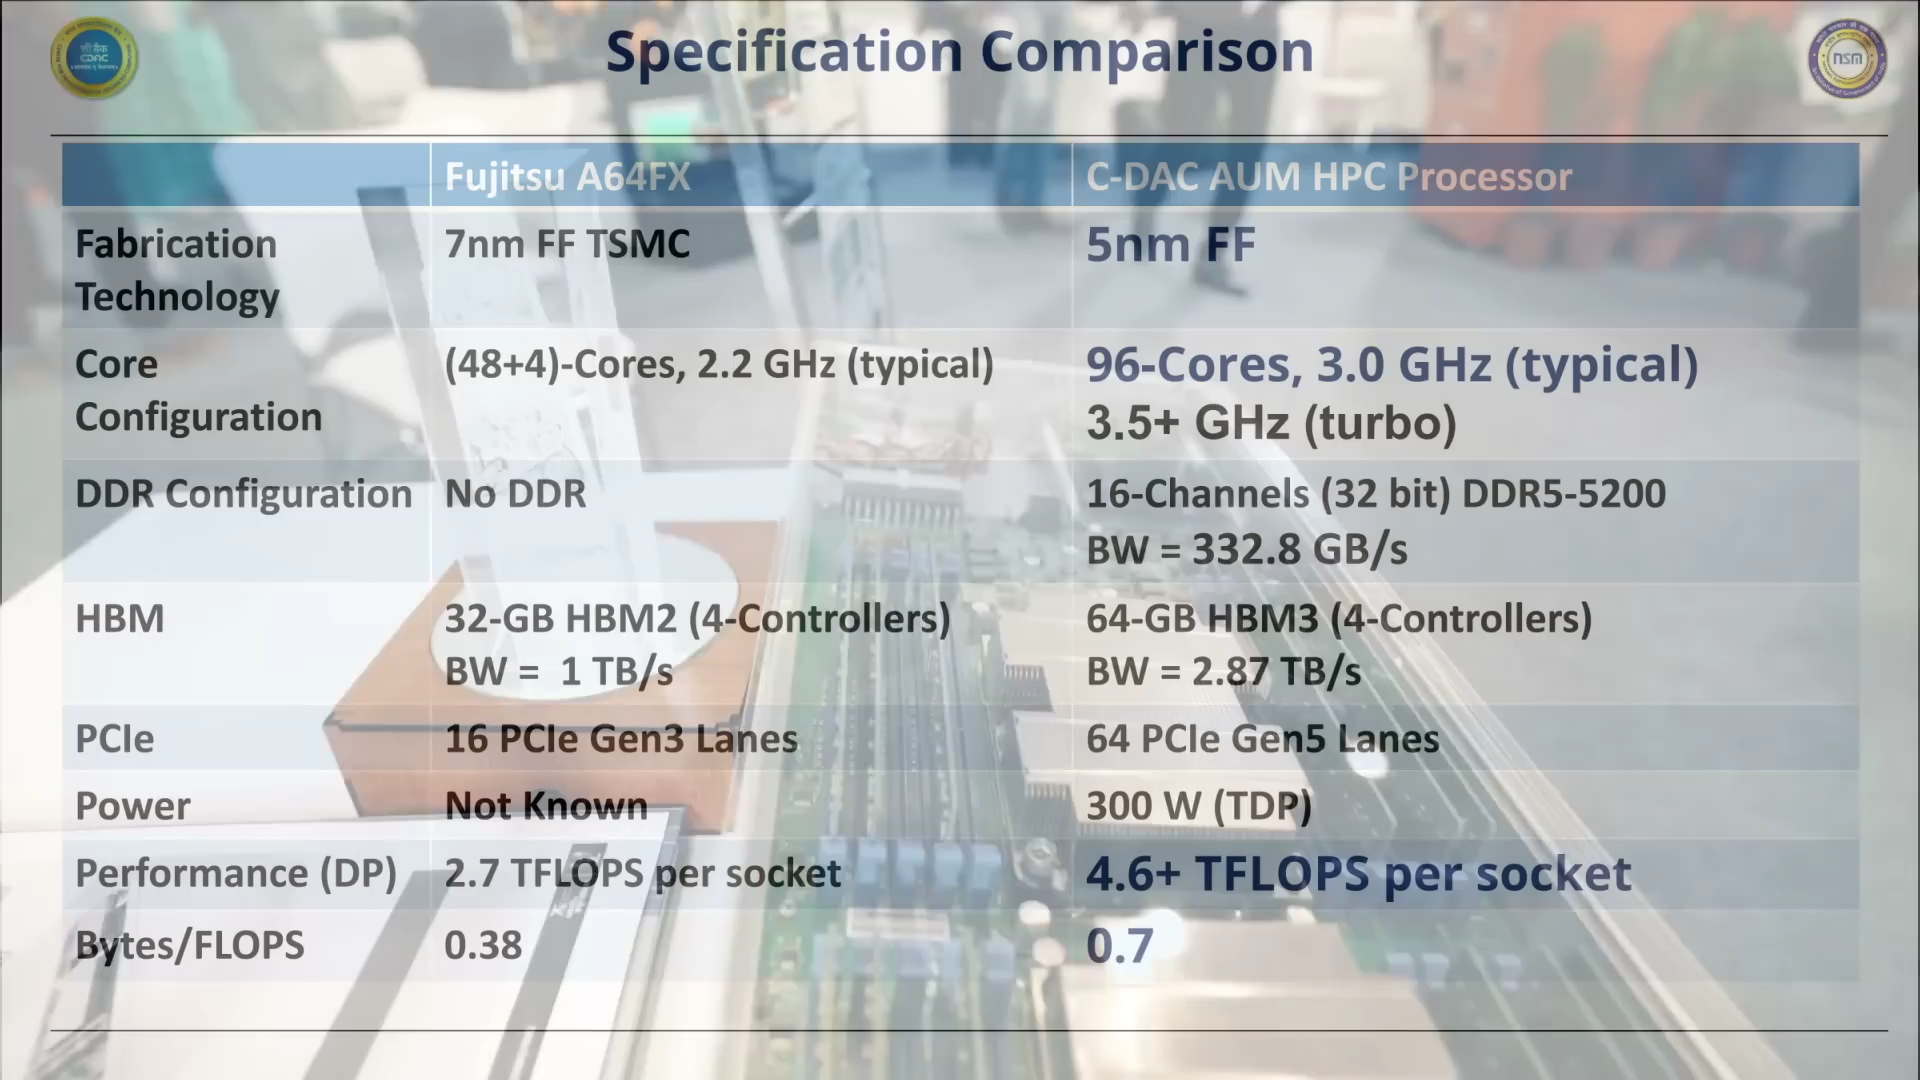 Specification Comparison
सी डैक
CDAC
NSM
Fujitsu A64FX
C-DAC AUM HPC Processor
Fabrication
Technology
7nm FF TSMC
5nm FF
Core
Configuration
(48+4)-Cores, 2.2 GHz (typical)
96-Cores, 3.0 GHz (typical)
3.5+ GHz (turbo)
DDR Configuration
No DDR
16-Channels (32 bit) DDR5-5200
BW = 332.8 GB/s
HBM
32-GB HBM2 (4-Controllers)
BW =  1 TB/s
64-GB HBM3 (4-Controllers)
BW = 2.87 TB/s
PCIe
16 PCIe Gen3 Lanes
64 PCIe Gen5 Lanes
Power
Not Known
300 W (TDP)
Performance (DP)
2.7 TFLOPS per socket
4.6+ TFLOPS per socket
Bytes/FLOPS
0.38
0.7